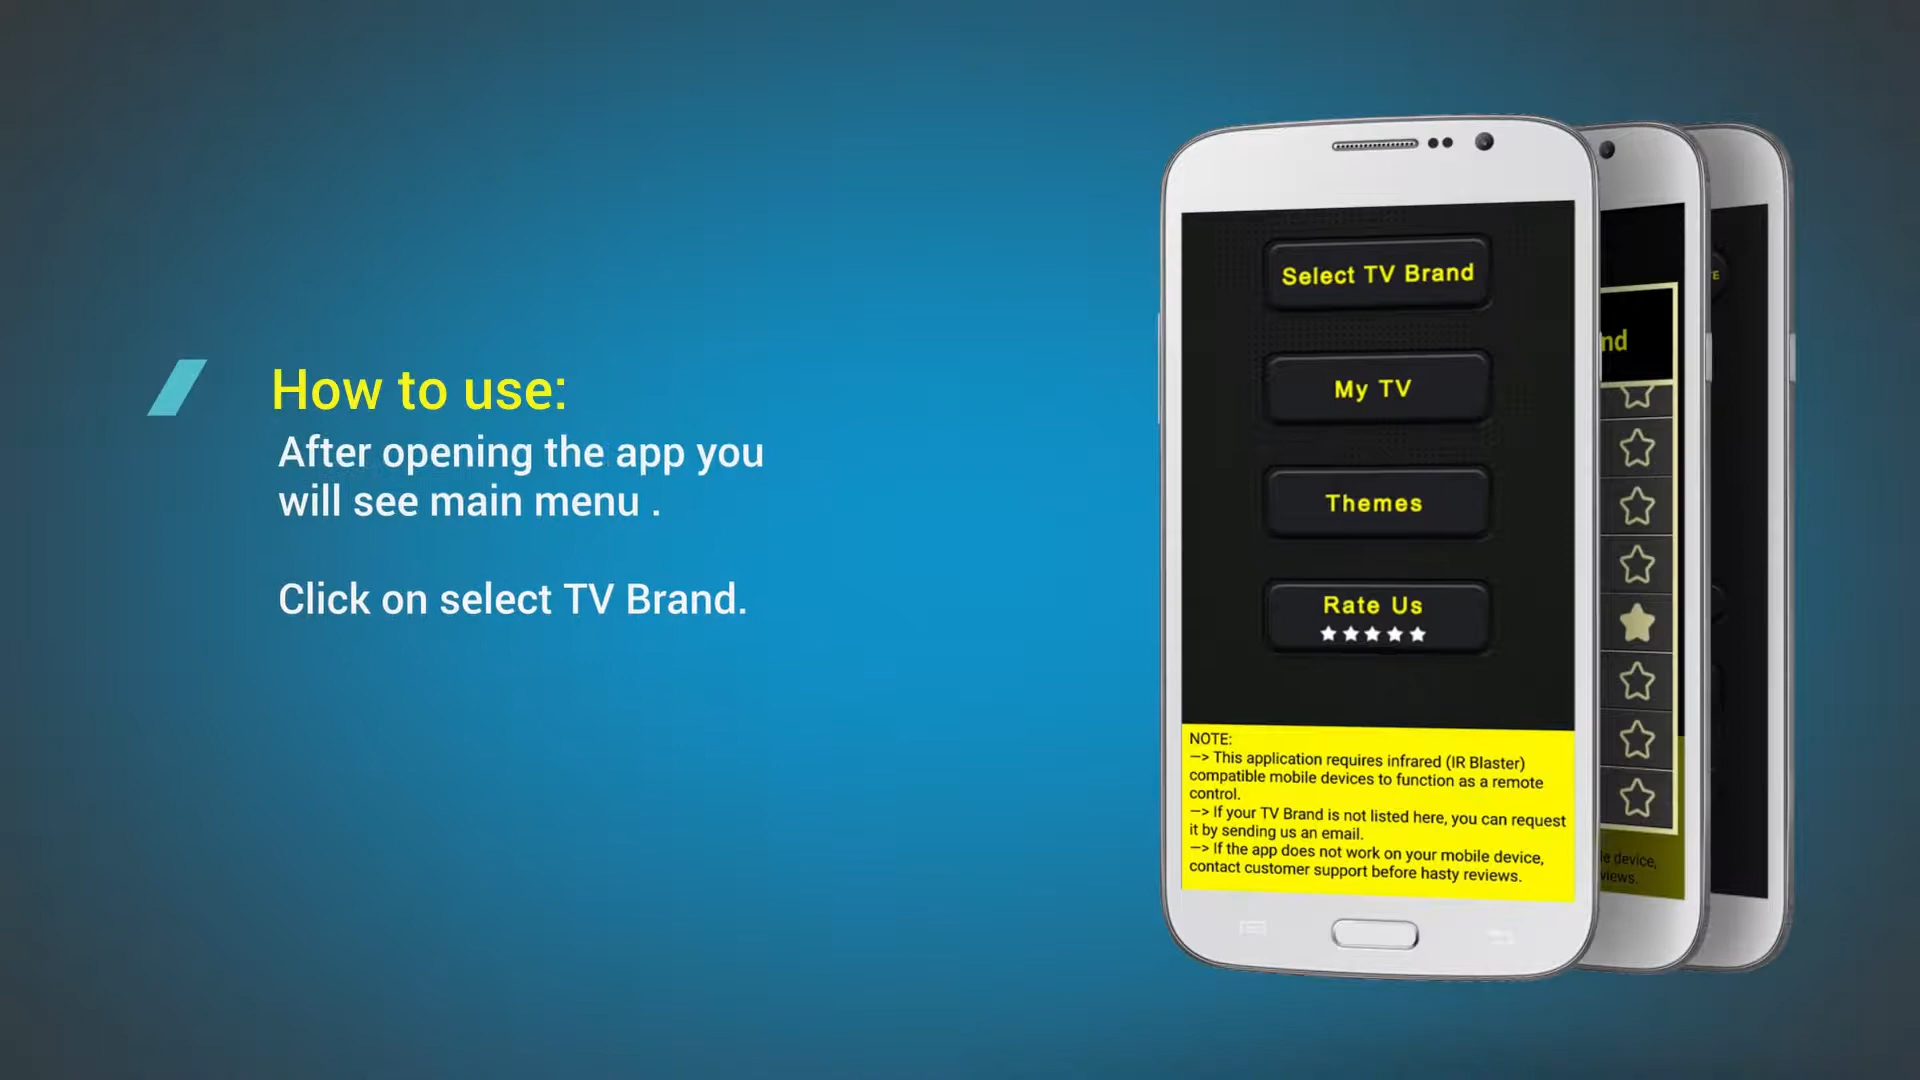 How to use:
After opening the app you
will see main menu .
Click on select TV Brand.
Select TV Brand
My TV
Themes
Rate Us
NOTE:
—> This application requires infrared (IR Blaster)
compatible mobile devices to function as a remote
control.
—> If your TV Brand is not listed here, you can request
it by sending us an email.
—> If the app does not work on your mobile device,
contact customer support before hasty reviews.
nd
le device,
views.
TE